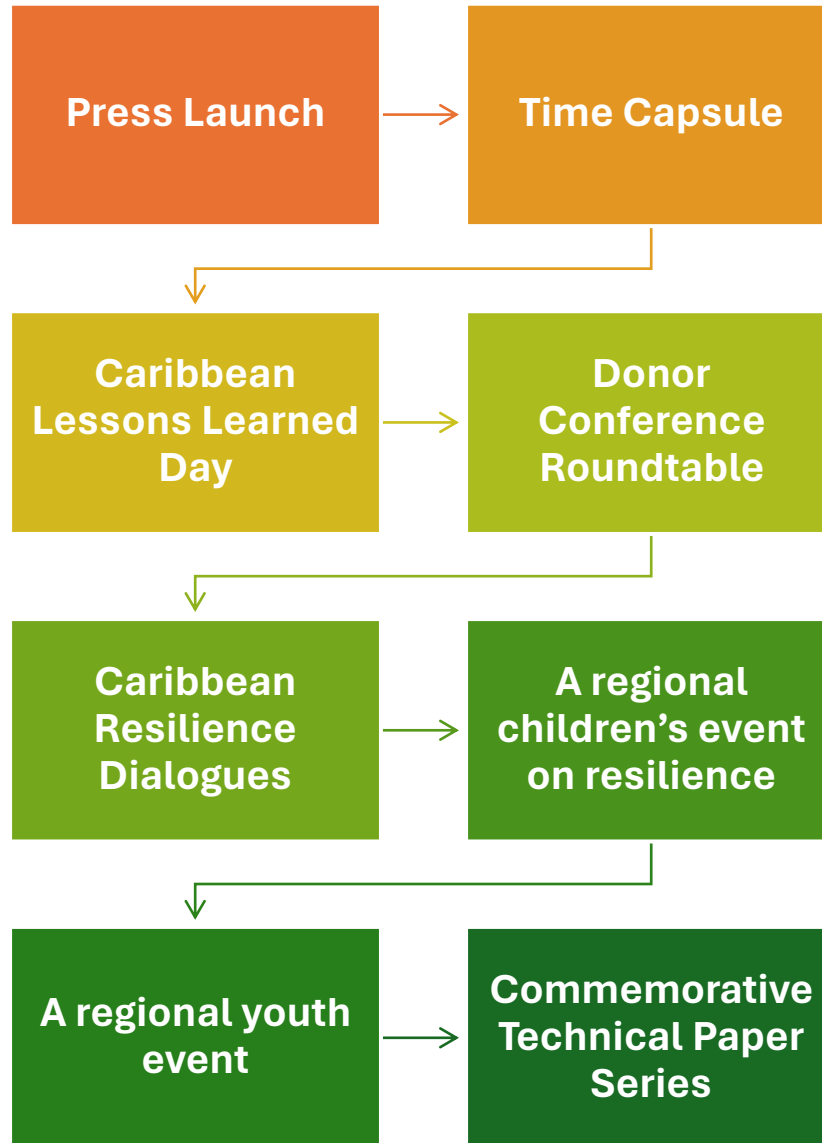 Press Launch
Time Capsule
Caribbean
Lessons Learned
Day
Donor
Conference
Roundtable
Caribbean
Resilience
Dialogues
A regional
children’s event
on resilience
A regional youth
event
Commemorative
Technical Paper
Series